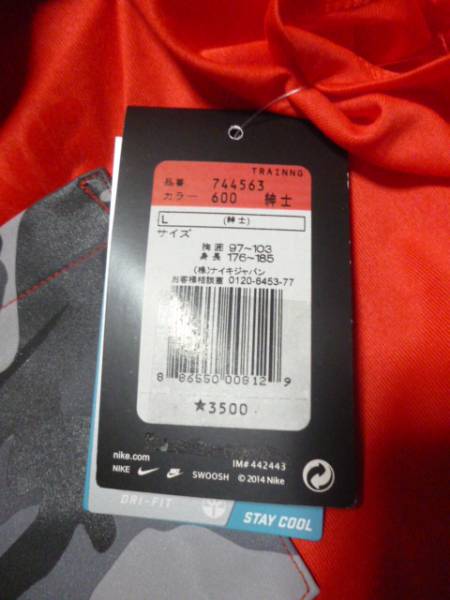 TRAINNG
品番 744563
カラー 600 紳士
L (紳士)
サイズ
胸囲 97~103
身長 176~185
(株)ナイキジャパン
お客様相談室 0120-6453-77
8 86550 00812 9
★3500
nike.com
IM# 442443
NIKE SWOOSH © 2014 Nike
DRI-FIT
STAY COOL